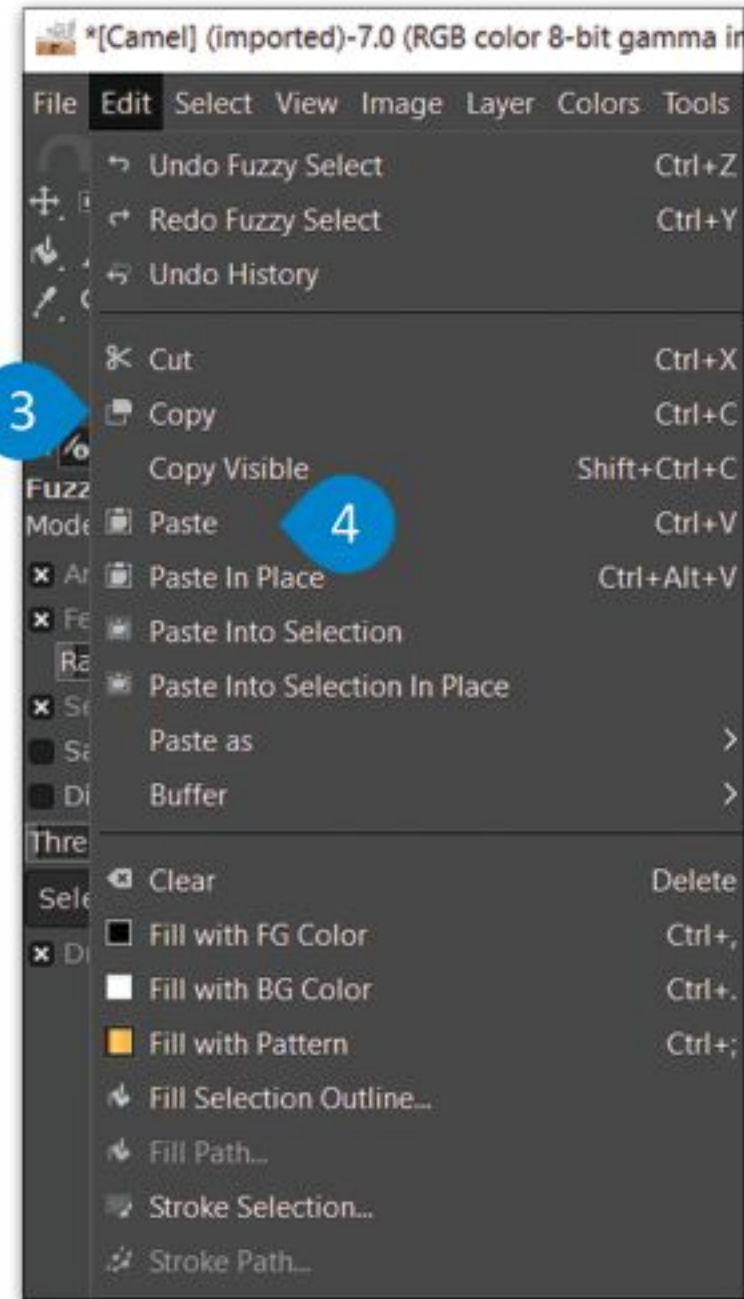 *[Camel] (imported)-7.0 (RGB color 8-bit gamma in
File Edit Select View Image Layer Colors Tools
Undo Fuzzy Select Ctrl+Z
Redo Fuzzy Select Ctrl+Y
Undo History
Cut Ctrl+X
3 Copy Ctrl+C
Copy Visible Shift+Ctrl+C
Fuzz
Mode Paste 4 Ctrl+V
Paste In Place Ctrl+Alt+V
Paste Into Selection
Paste Into Selection In Place
Paste as
Buffer
Thre
Clear Delete
Sele
Fill with FG Color Ctrl+,
Fill with BG Color Ctrl+.
Fill with Pattern Ctrl+;
Fill Selection Outline...
Fill Path...
Stroke Selection...
Stroke Path...